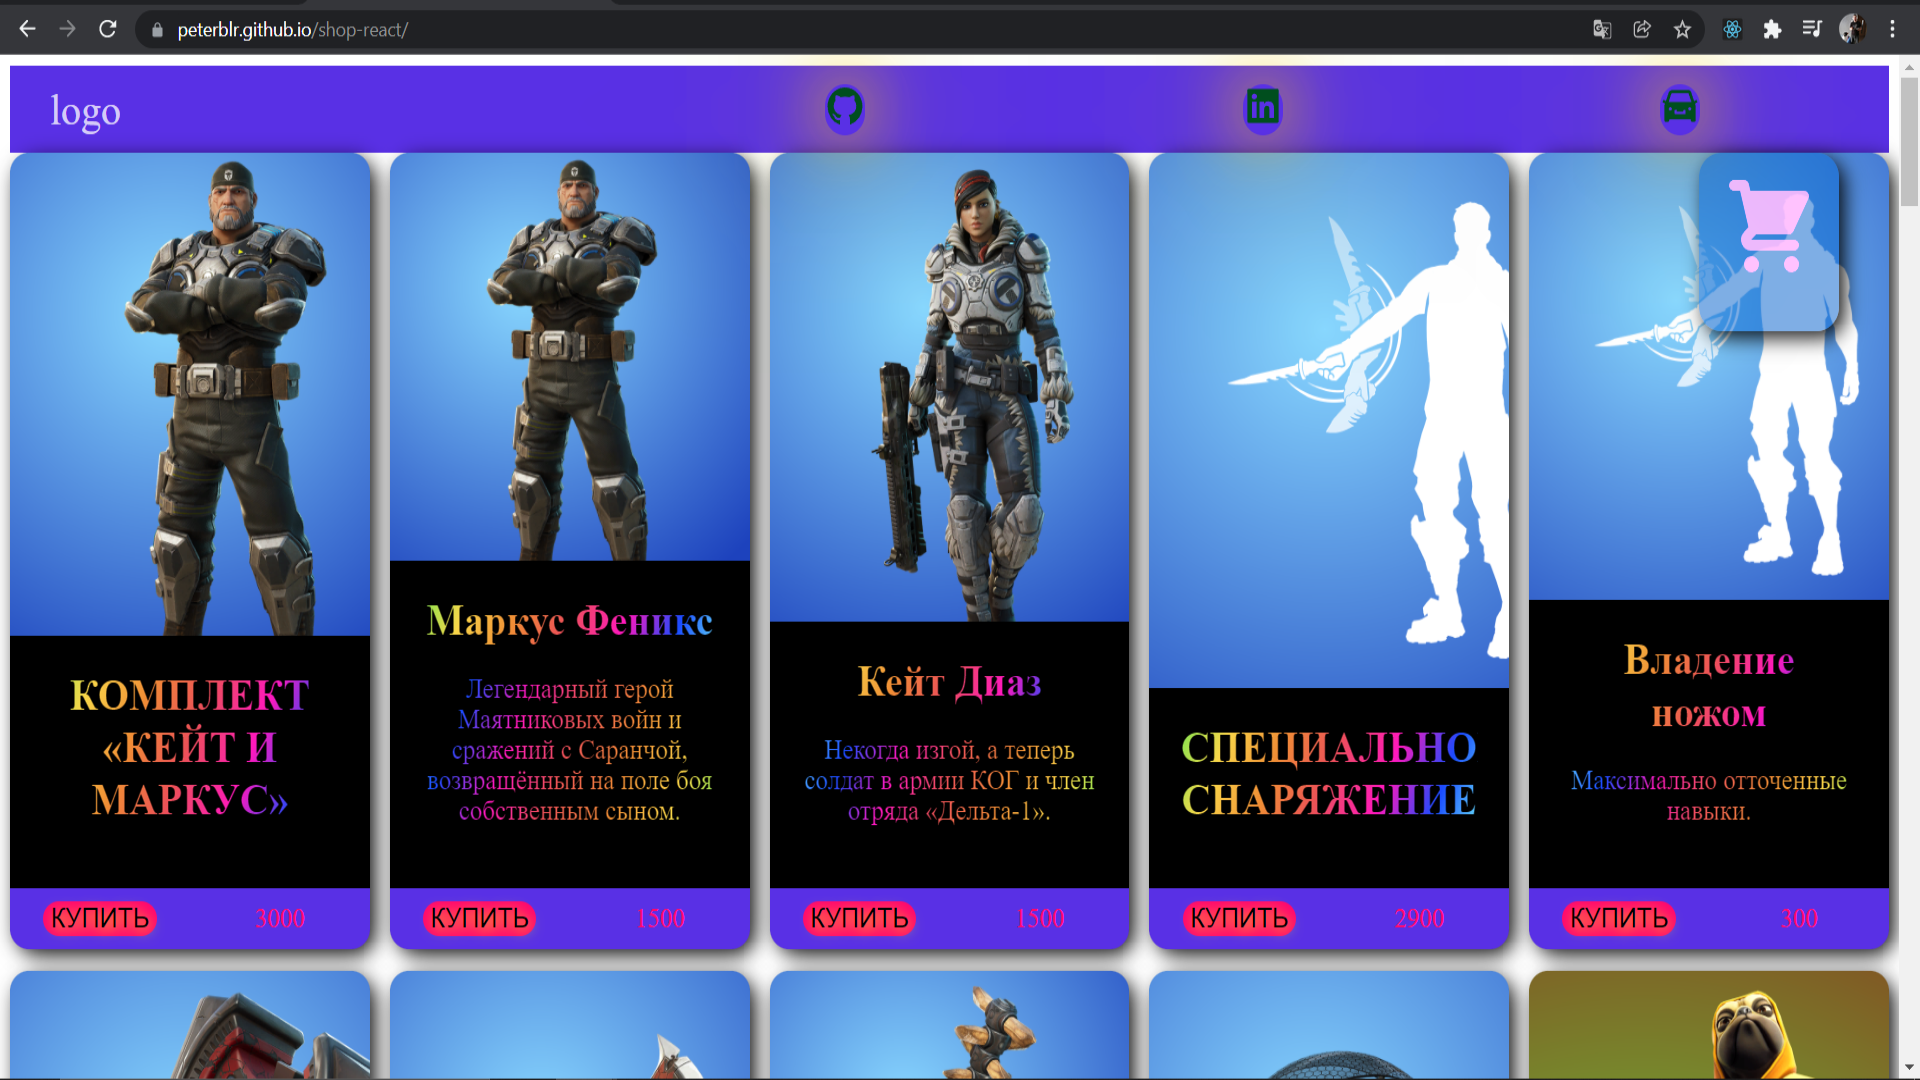 peterblr.github.io/shop-react/
logo
in
КОМПЛЕКТ
«КЕЙТ И
МАРКУС»
КУПИТЬ 3000
Маркус Феникс
Легендарный герой
Маятниковых войн и
сражений с Саранчой,
возвращённый на поле боя
собственным сыном.
КУПИТЬ 1500
Кейт Диаз
Некогда изгой, а теперь
солдат в армии КОГ и член
отряда «Дельта-1».
КУПИТЬ 1500
СПЕЦИАЛЬНО
СНАРЯЖЕНИЕ
КУПИТЬ 2900
Владение
ножом
Максимально отточенные
навыки.
КУПИТЬ 300